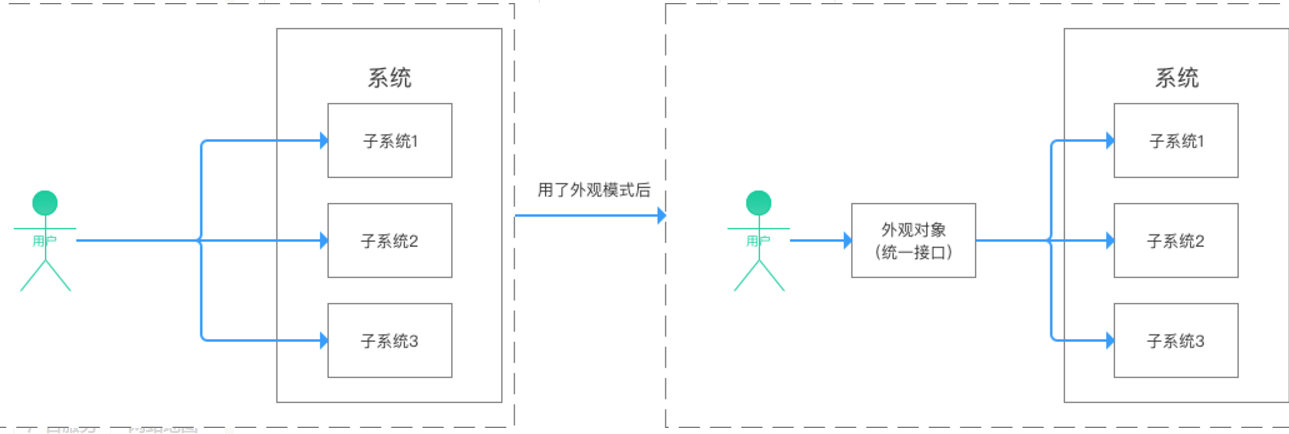 系统
子系统1
用户
子系统2
子系统3
用了外观模式后
系统
子系统1
用户
外观对象
（统一接口）
子系统2
子系统3